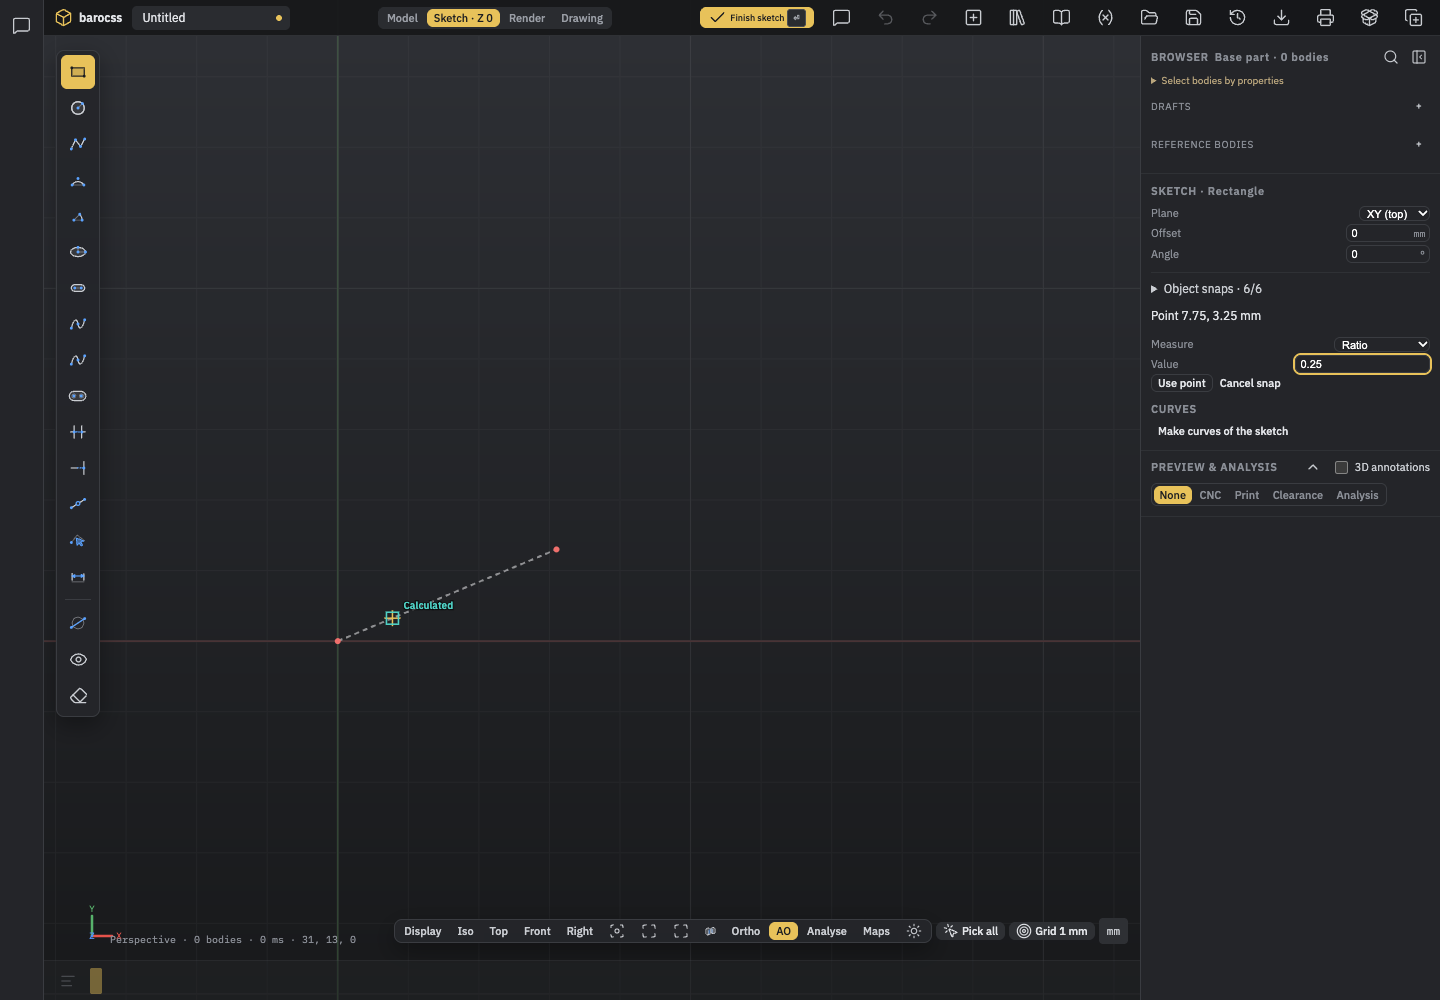 barocss
Untitled
Model Sketch · Z 0 Render Drawing
Finish sketch
BROWSER Base part · 0 bodies
Select bodies by properties
DRAFTS +
REFERENCE BODIES +
SKETCH · Rectangle
Plane XY (top)
Offset 0 mm
Angle 0 °
Object snaps · 6/6
Point 7.75, 3.25 mm
Measure Ratio
Value 0.25
Use point Cancel snap
CURVES
Make curves of the sketch
PREVIEW & ANALYSIS 3D annotations
None CNC Print Clearance Analysis
Calculated
Y
X
Z
Perspective · 0 bodies · 0 ms · 31, 13, 0
Display Iso Top Front Right Ortho AO Analyse Maps Pick all Grid 1 mm mm